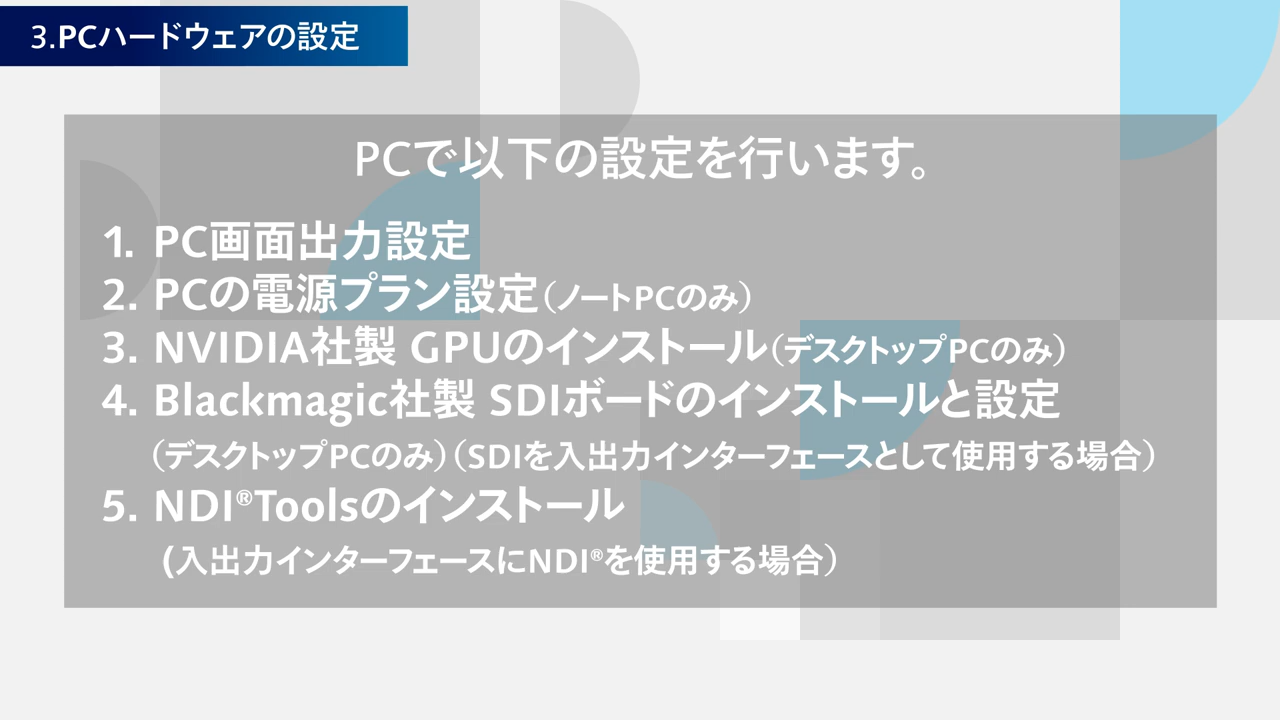 3.PCハードウェアの設定
PCで以下の設定を行います。
1. PC画面出力設定
2. PCの電源プラン設定（ノートPCのみ）
3. NVIDIA社製 GPUのインストール（デスクトップPCのみ）
4. Blackmagic社製 SDIボードのインストールと設定
（デスクトップPCのみ）（SDIを入出力インターフェースとして使用する場合）
5. NDI®Toolsのインストール
(入出力インターフェースにNDI®を使用する場合）